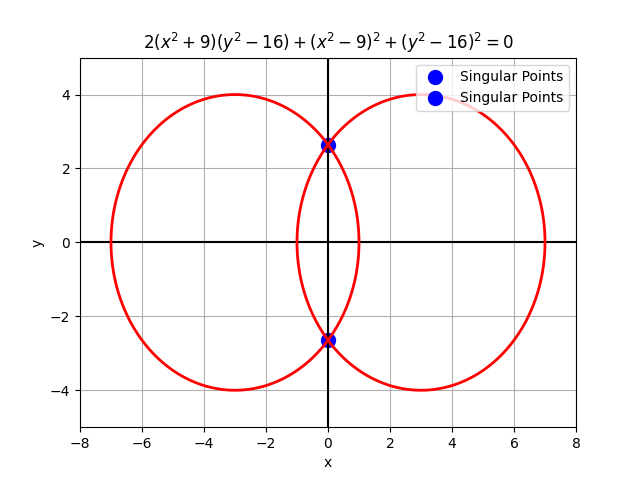 2(x² + 9)(y² − 16) + (x² − 9)² + (y² − 16)² = 0
Singular Points
Singular Points
4
2
0
−2
−4
y
−8
−6
−4
−2
0
2
4
6
8
x